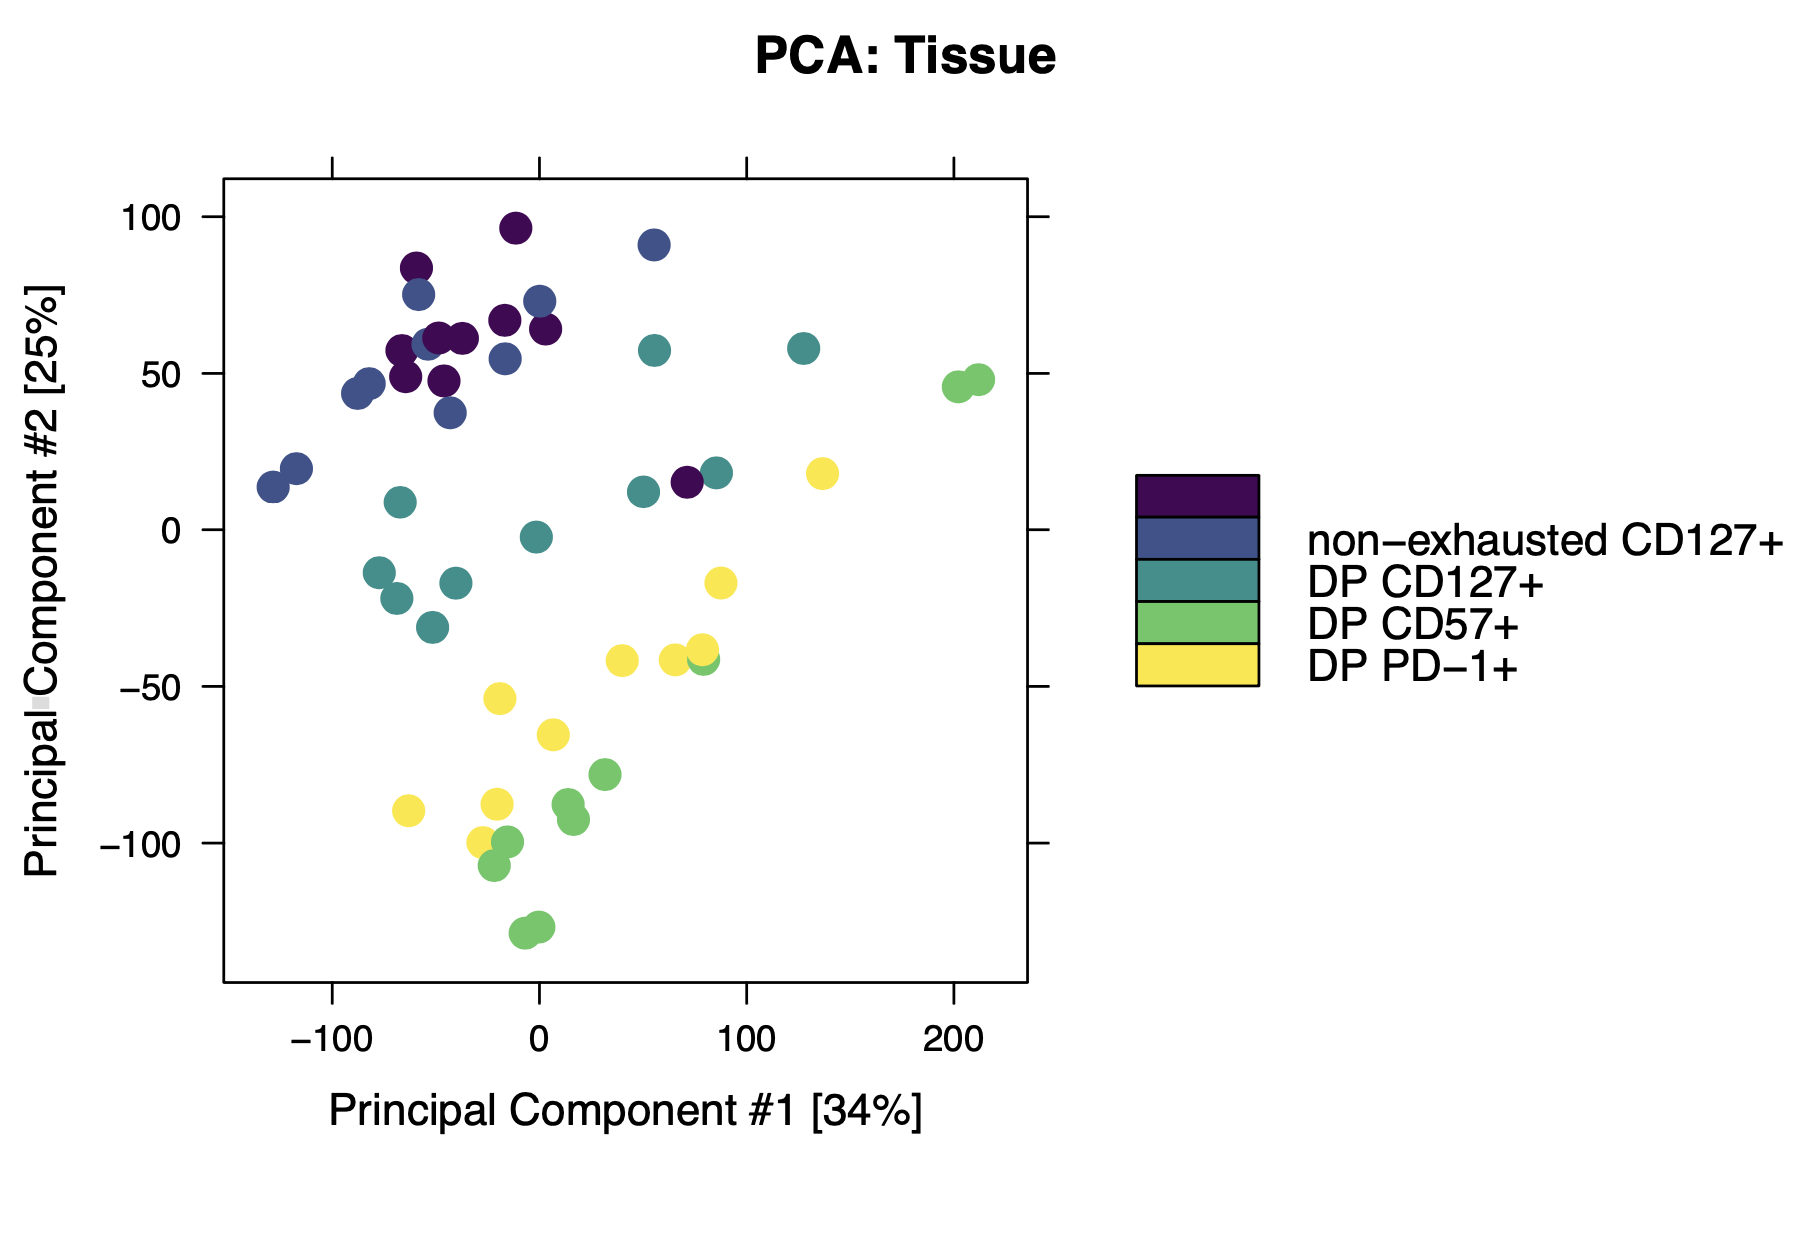 PCA: Tissue
100
50
0
−50
−100
Principal Component #2 [25%]
−100 0 100 200
Principal Component #1 [34%]
non−exhausted CD127+
DP CD127+
DP CD57+
DP PD−1+